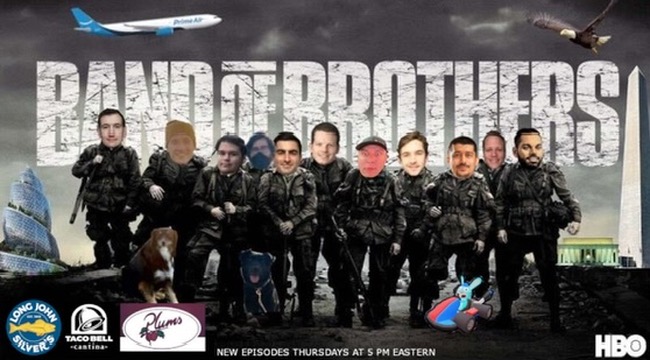 Prime Air
BAND OF BROTHERS
LONG JOHN
SILVER'S
TACO BELL
cantina
Plums
NEW EPISODES THURSDAYS AT 5 PM EASTERN
HBO